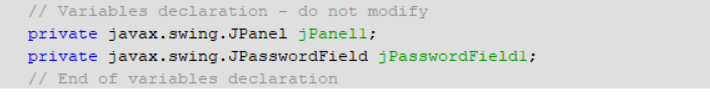 // Variables declaration - do not modify
private javax.swing.JPanel jPanel1;
private javax.swing.JPasswordField jPasswordField1;
// End of variables declaration